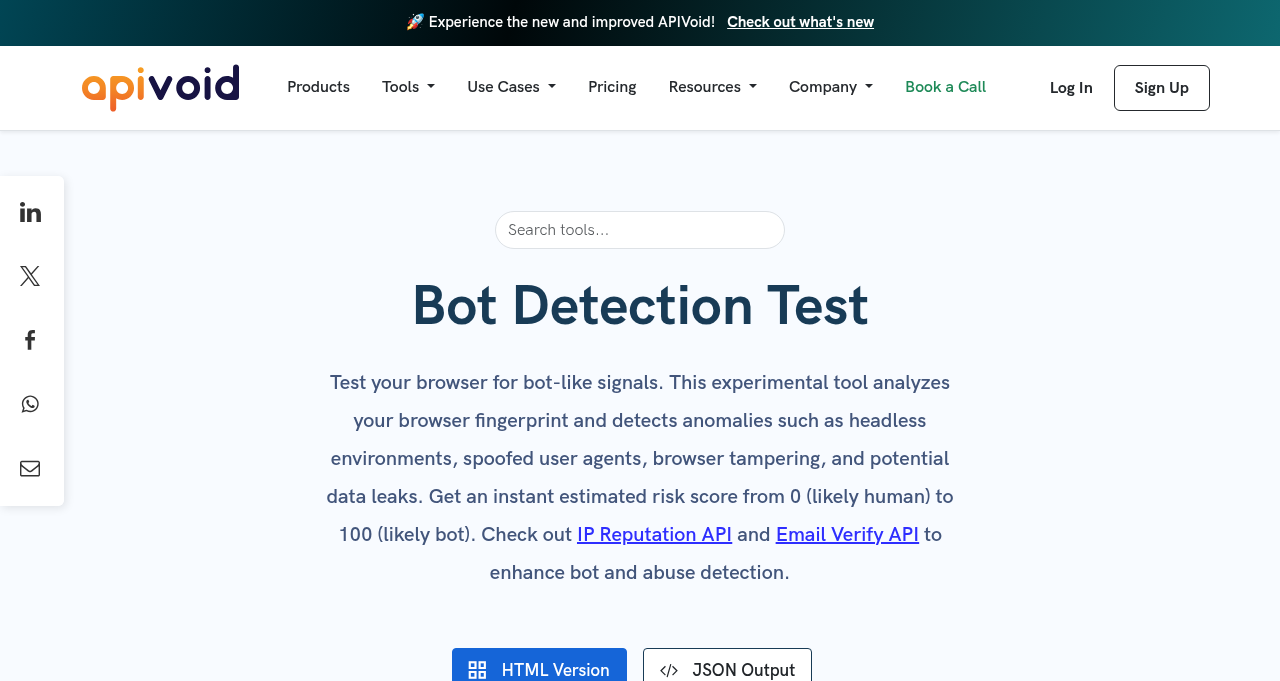 🚀 Experience the new and improved APIVoid! Check out what's new
apivoid
Products
Tools
Use Cases
Pricing
Resources
Company
Book a Call
Log In
Sign Up
Search tools...
Bot Detection Test
Test your browser for bot-like signals. This experimental tool analyzes
your browser fingerprint and detects anomalies such as headless
environments, spoofed user agents, browser tampering, and potential
data leaks. Get an instant estimated risk score from 0 (likely human) to
100 (likely bot). Check out IP Reputation API and Email Verify API to
enhance bot and abuse detection.
HTML Version
JSON Output